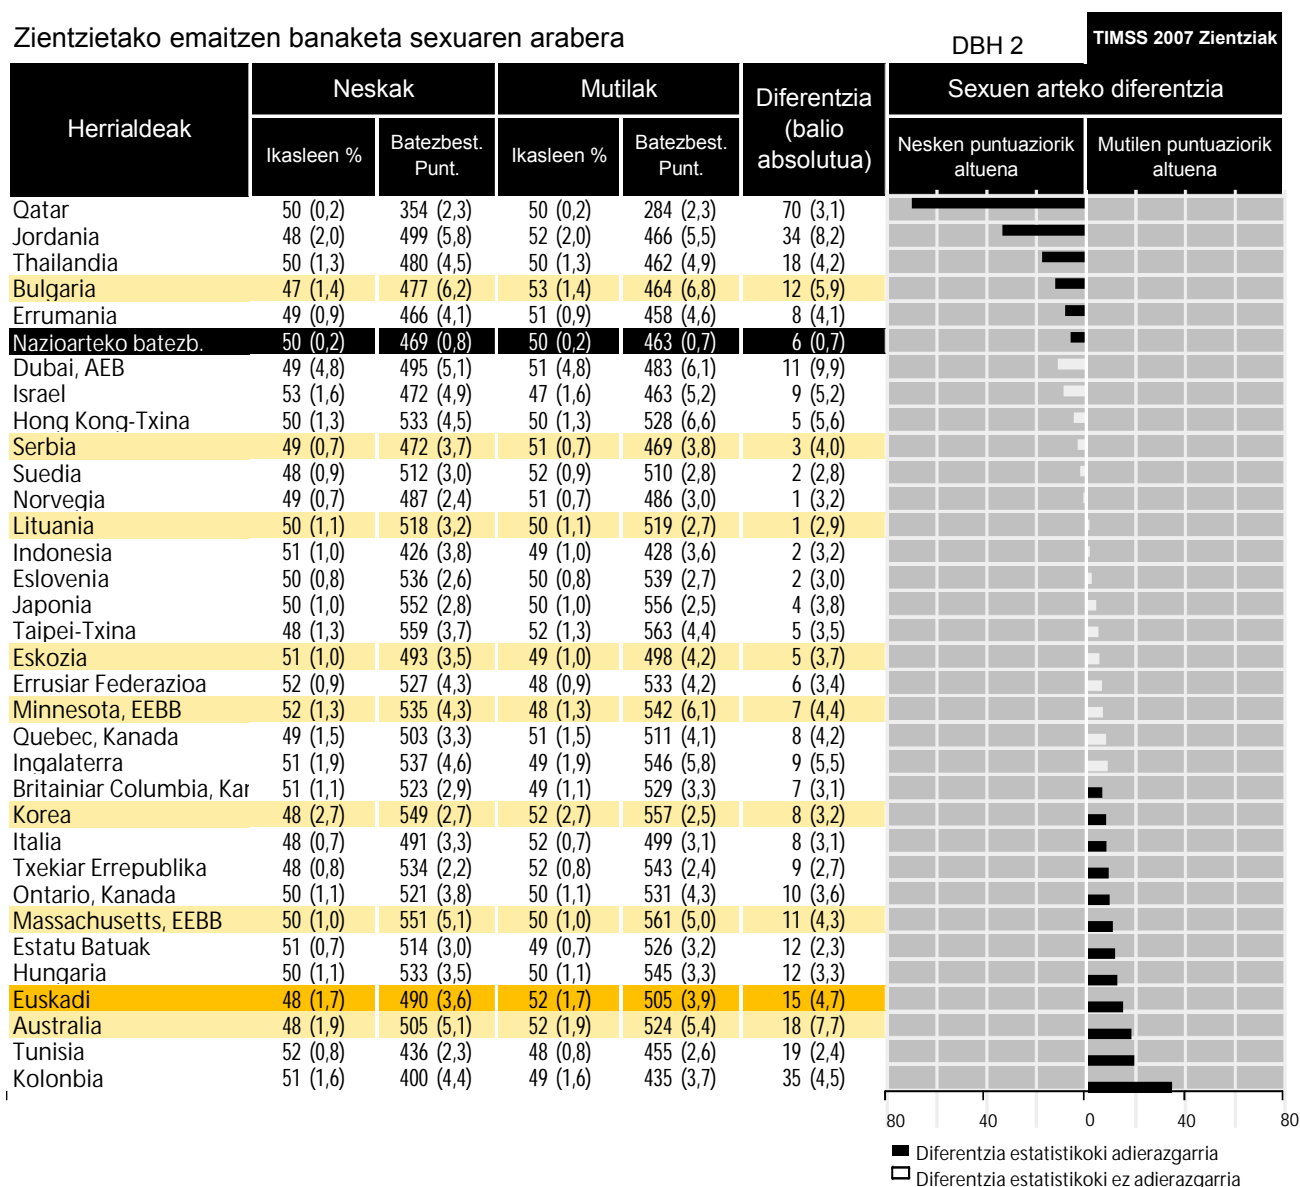 Zientzietako emaitzen banaketa sexuaren arabera
DBH 2
TIMSS 2007 Zientziak
Herrialdeak
Neskak
Mutilak
Diferentzia (balio absolutua)
Sexuen arteko diferentzia
Ikasleen %
Batezbest. Punt.
Ikasleen %
Batezbest. Punt.
Nesken puntuaziorik altuena
Mutilen puntuaziorik altuena
Qatar 50 (0,2) 354 (2,3) 50 (0,2) 284 (2,3) 70 (3,1)
Jordania 48 (2,0) 499 (5,8) 52 (2,0) 466 (5,5) 34 (8,2)
Thailandia 50 (1,3) 480 (4,5) 50 (1,3) 462 (4,9) 18 (4,2)
Bulgaria 47 (1,4) 477 (6,2) 53 (1,4) 464 (6,8) 12 (5,9)
Errumania 49 (0,9) 466 (4,1) 51 (0,9) 458 (4,6) 8 (4,1)
Nazioarteko batezb. 50 (0,2) 469 (0,8) 50 (0,2) 463 (0,7) 6 (0,7)
Dubai, AEB 49 (4,8) 495 (5,1) 51 (4,8) 483 (6,1) 11 (9,9)
Israel 53 (1,6) 472 (4,9) 47 (1,6) 463 (5,2) 9 (5,2)
Hong Kong-Txina 50 (1,3) 533 (4,5) 50 (1,3) 528 (6,6) 5 (5,6)
Serbia 49 (0,7) 472 (3,7) 51 (0,7) 469 (3,8) 3 (4,0)
Suedia 48 (0,9) 512 (3,0) 52 (0,9) 510 (2,8) 2 (2,8)
Norvegia 49 (0,7) 487 (2,4) 51 (0,7) 486 (3,0) 1 (3,2)
Lituania 50 (1,1) 518 (3,2) 50 (1,1) 519 (2,7) 1 (2,9)
Indonesia 51 (1,0) 426 (3,8) 49 (1,0) 428 (3,6) 2 (3,2)
Eslovenia 50 (0,8) 536 (2,6) 50 (0,8) 539 (2,7) 2 (3,0)
Japonia 50 (1,0) 552 (2,8) 50 (1,0) 556 (2,5) 4 (3,8)
Taipei-Txina 48 (1,3) 559 (3,7) 52 (1,3) 563 (4,4) 5 (3,5)
Eskozia 51 (1,0) 493 (3,5) 49 (1,0) 498 (4,2) 5 (3,7)
Errusiar Federazioa 52 (0,9) 527 (4,3) 48 (0,9) 533 (4,2) 6 (3,4)
Minnesota, EEBB 52 (1,3) 535 (4,3) 48 (1,3) 542 (6,1) 7 (4,4)
Quebec, Kanada 49 (1,5) 503 (3,3) 51 (1,5) 511 (4,1) 8 (4,2)
Ingalaterra 51 (1,9) 537 (4,6) 49 (1,9) 546 (5,8) 9 (5,5)
Britainiar Columbia, Kar 51 (1,1) 523 (2,9) 49 (1,1) 529 (3,3) 7 (3,1)
Korea 48 (2,7) 549 (2,7) 52 (2,7) 557 (2,5) 8 (3,2)
Italia 48 (0,7) 491 (3,3) 52 (0,7) 499 (3,1) 8 (3,1)
Txekiar Errepublika 48 (0,8) 534 (2,2) 52 (0,8) 543 (2,4) 9 (2,7)
Ontario, Kanada 50 (1,1) 521 (3,8) 50 (1,1) 531 (4,3) 10 (3,6)
Massachusetts, EEBB 50 (1,0) 551 (5,1) 50 (1,0) 561 (5,0) 11 (4,3)
Estatu Batuak 51 (0,7) 514 (3,0) 49 (0,7) 526 (3,2) 12 (2,3)
Hungaria 50 (1,1) 533 (3,5) 50 (1,1) 545 (3,3) 12 (3,3)
Euskadi 48 (1,7) 490 (3,6) 52 (1,7) 505 (3,9) 15 (4,7)
Australia 48 (1,9) 505 (5,1) 52 (1,9) 524 (5,4) 18 (7,7)
Tunisia 52 (0,8) 436 (2,3) 48 (0,8) 455 (2,6) 19 (2,4)
Kolonbia 51 (1,6) 400 (4,4) 49 (1,6) 435 (3,7) 35 (4,5)
80 40 0 40 80
Diferentzia estatistikoki adierazgarria
Diferentzia estatistikoki ez adierazgarria